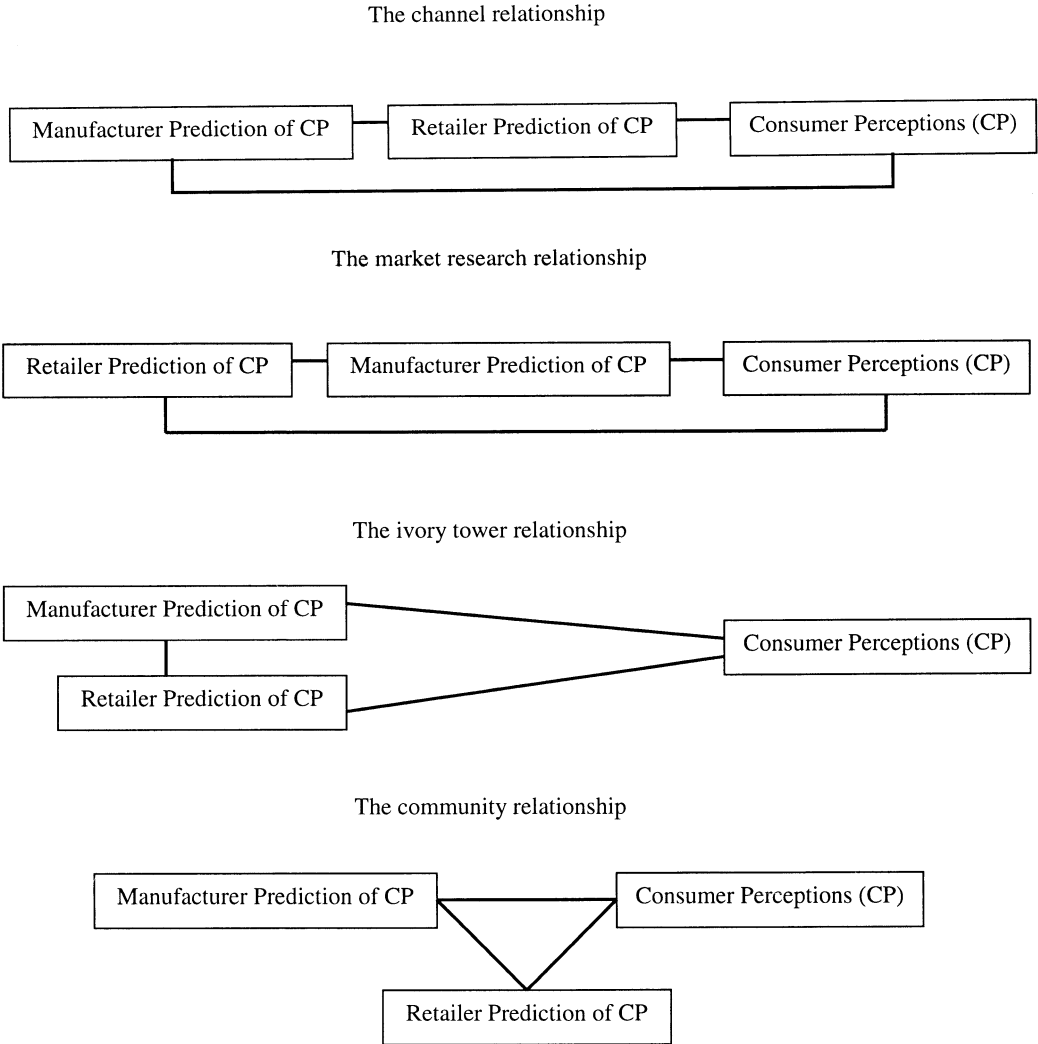 The channel relationship
Manufacturer Prediction of CP
Retailer Prediction of CP
Consumer Perceptions (CP)
The market research relationship
Retailer Prediction of CP
Manufacturer Prediction of CP
Consumer Perceptions (CP)
The ivory tower relationship
Manufacturer Prediction of CP
Consumer Perceptions (CP)
Retailer Prediction of CP
The community relationship
Manufacturer Prediction of CP
Consumer Perceptions (CP)
Retailer Prediction of CP